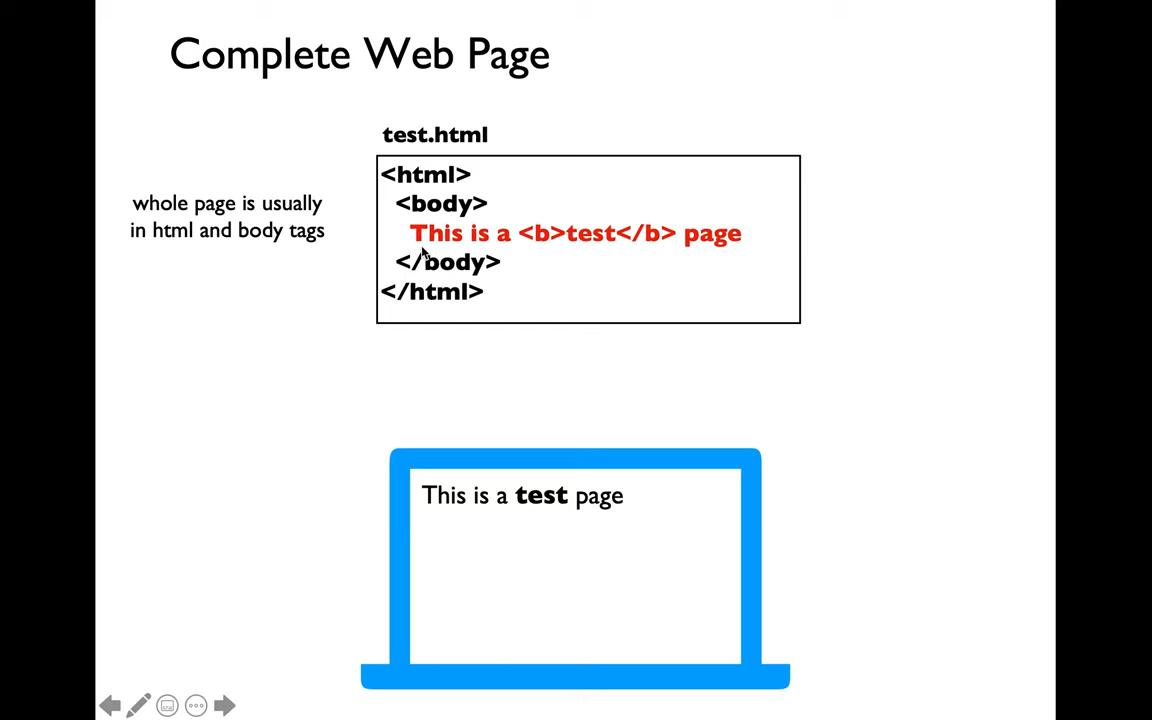 Complete Web Page
test.html
<html>
whole page is usually
in html and body tags
<body>
This is a <b>test</b> page
</body>
</html>
This is a test page